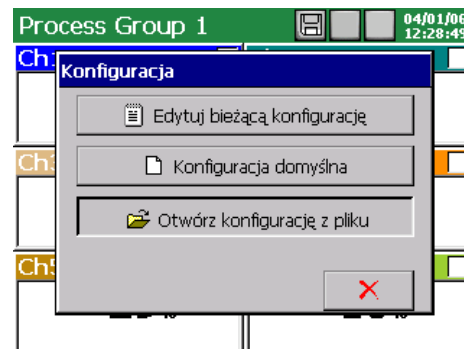 Process Group 1
04/01/06
12:28:49
Ch
Konfiguracja
Edytuj bieżącą konfigurację
Konfiguracja domyślna
Ch3
Otwórz konfigurację z pliku
Ch5